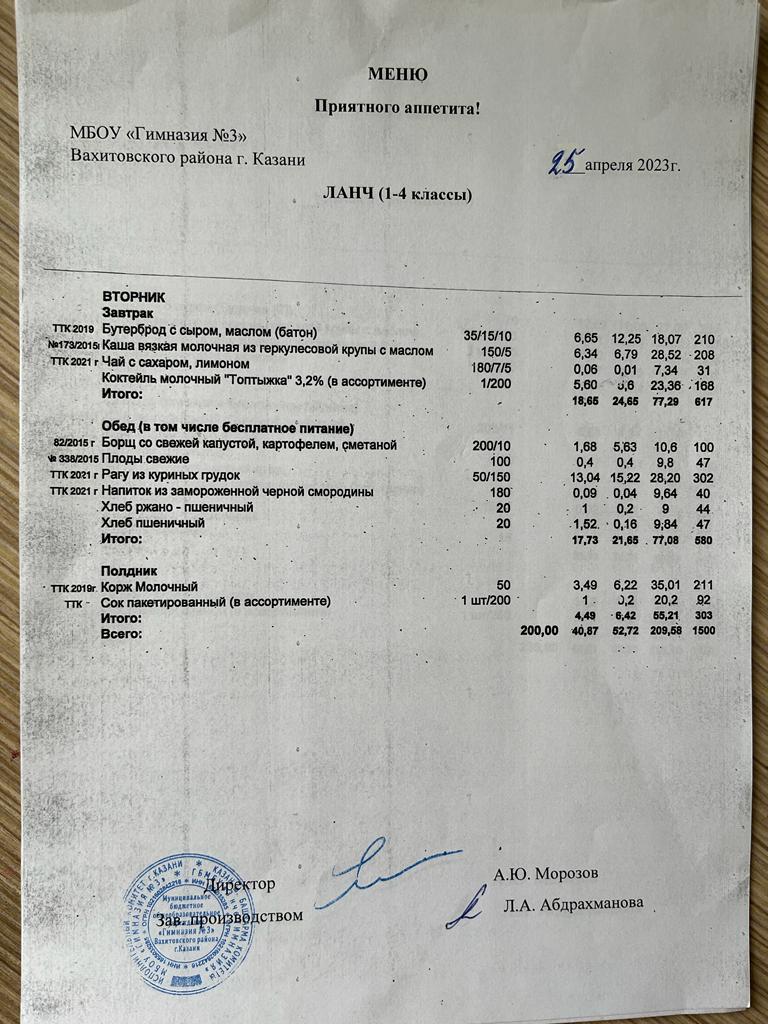 МЕНЮ
Приятного аппетита!
МБОУ «Гимназия №3»
Вахитовского района г. Казани
25 апреля 2023г.
ЛАНЧ (1-4 классы)
ВТОРНИК
Завтрак
ТТК 2019 Бутерброд с сыром, маслом (батон) 35/15/10 6,65 12,25 18,07 210
№173/2015г Каша вязкая молочная из геркулесовой крупы с маслом 150/5 6,34 6,79 28,52 208
ТТК 2021 г Чай с сахаром, лимоном 180/7/5 0,06 0,01 7,34 31
Коктейль молочный "Топтыжка" 3,2% (в ассортименте) 1/200 5,60 23,36 168
Итого: 18,65 24,65 77,29 617
Обед (в том числе бесплатное питание)
82/2015 г Борщ со свежей капустой, картофелем, сметаной 200/10 1,68 5,63 10,6 100
№ 338/2015 Плоды свежие 100 0,4 0,4 9,8 47
ТТК 2021 г Рагу из куриных грудок 50/150 13,04 15,22 28,20 302
ТТК 2021 г Напиток из замороженной черной смородины 180 0,09 0,04 9,64 40
Хлеб ржано - пшеничный 20 1 0,2 9 44
Хлеб пшеничный 20 1,52 0,16 9,84 47
Итого: 17,73 21,65 77,08 580
Полдник
ТТК 2019г. Корж Молочный 50 3,49 6,22 35,01 211
ТТК Сок пакетированный (в ассортименте) 1 шт/200 1 0,2 20,2 92
Итого: 4,49 6,42 55,21 303
Всего: 200,00 40,87 52,72 209,58 1500
Директор А.Ю. Морозов
Зав. производством Л.А. Абдрахманова
Муниципальное
бюджетное
общеобразовательное
«Гимназия №3»
Вахитовского района
г.Казани